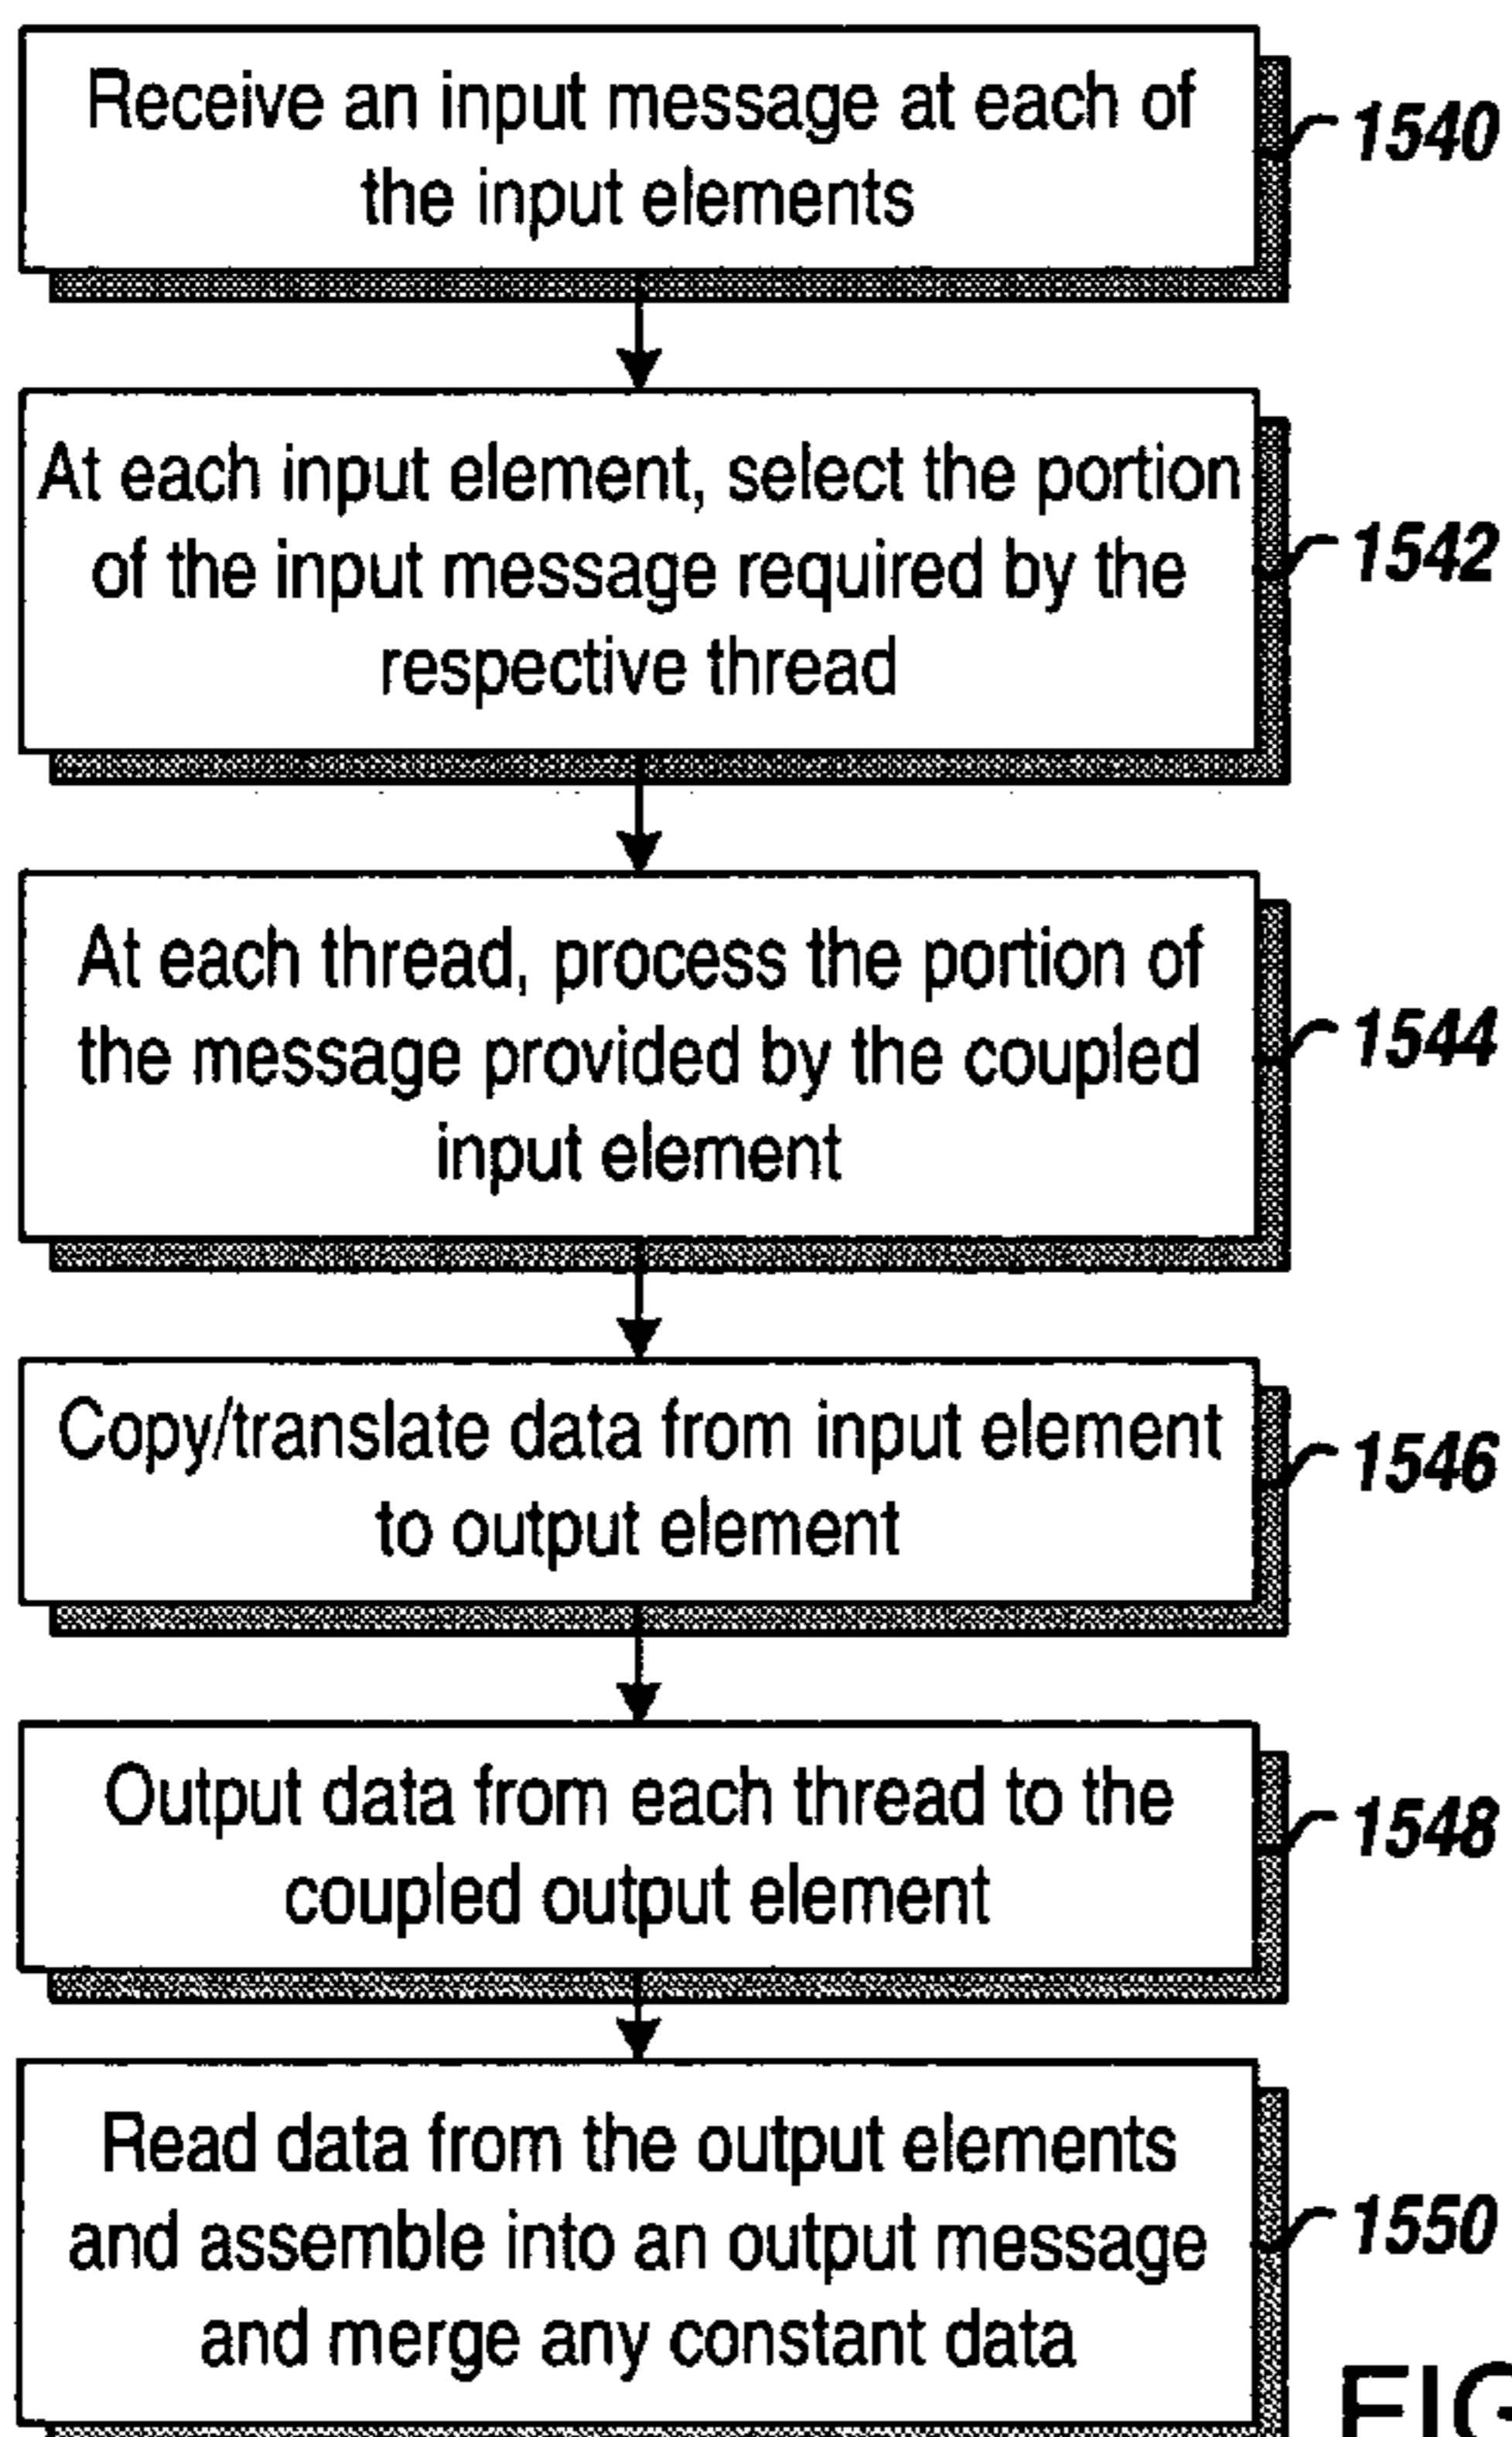 Receive an input message at each of
the input elements
1540
At each input element, select the portion
of the input message required by the
respective thread
1542
At each thread, process the portion of
the message provided by the coupled
input element
1544
Copy/translate data from input element
to output element
1546
Output data from each thread to the
coupled output element
1548
Read data from the output elements
and assemble into an output message
and merge any constant data
1550